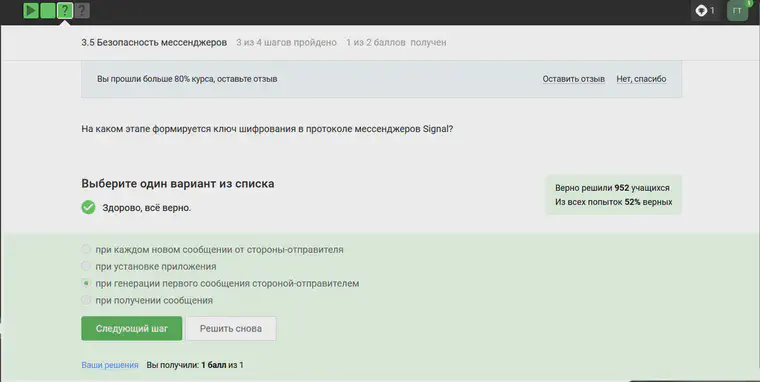 ? ?
1 ГТ 1
3.5 Безопасность мессенджеров 3 из 4 шагов пройдено 1 из 2 баллов получен
Вы прошли больше 80% курса, оставьте отзыв Оставить отзыв Нет, спасибо
На каком этапе формируется ключ шифрования в протоколе мессенджеров Signal?
Выберите один вариант из списка
Верно решили 952 учащихся
Из всех попыток 52% верных
Здорово, всё верно.
при каждом новом сообщении от стороны-отправителя
при установке приложения
при генерации первого сообщения стороной-отправителем
при получении сообщения
Следующий шаг Решить снова
Ваши решения Вы получили: 1 балл из 1